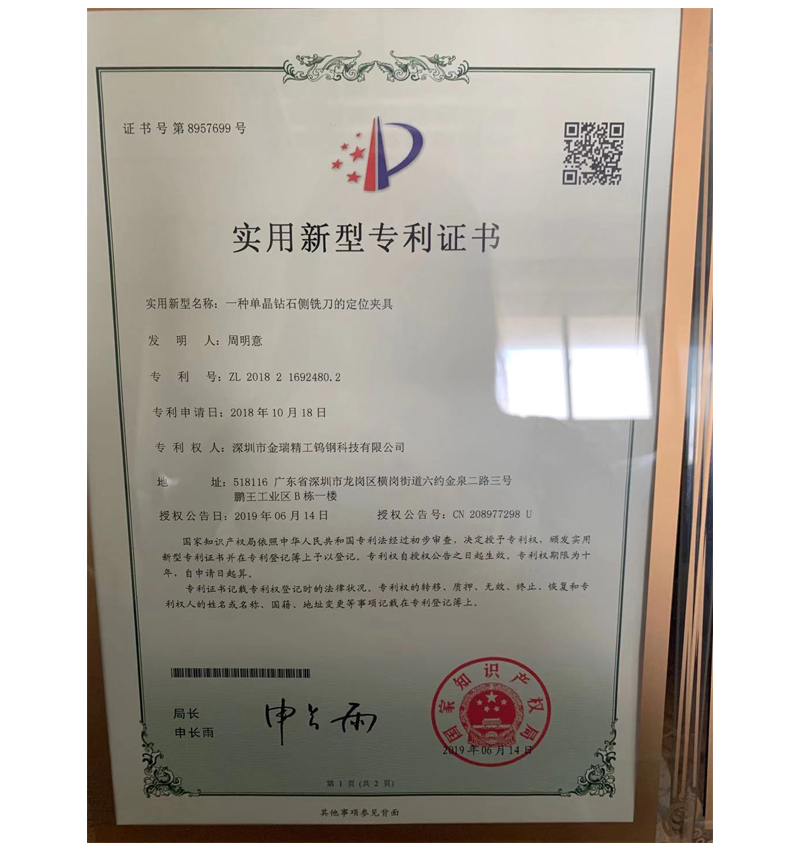 证书号第8957699号
实用新型专利证书
实用新型名称：一种单晶钻石侧铣刀的定位夹具
发明人：周明意
专利号：ZL 2018 2 1692480.2
专利申请日：2018年10月18日
专利权人：深圳市金瑞精工钨钢科技有限公司
地址：518116 广东省深圳市龙岗区横岗街道六约金泉二路三号
鹏王工业区B栋一楼
授权公告日：2019年06月14日 授权公告号：CN 208977298 U
国家知识产权局依照中华人民共和国专利法经过初步审查，决定授予专利权，颁发实用
新型专利证书并在专利登记簿上予以登记。专利权自授权公告之日起生效。专利权期限为十
年，自申请日起算。
专利证书记载专利权登记时的法律状况。专利权的转移、质押、无效、终止、恢复和专
利权人的姓名或名称、国籍、地址变更等事项记载在专利登记簿上。
局长
申长雨
申长雨
国家知识产权局
2019年06月14日
第1页(共2页)
其他事项参见背面